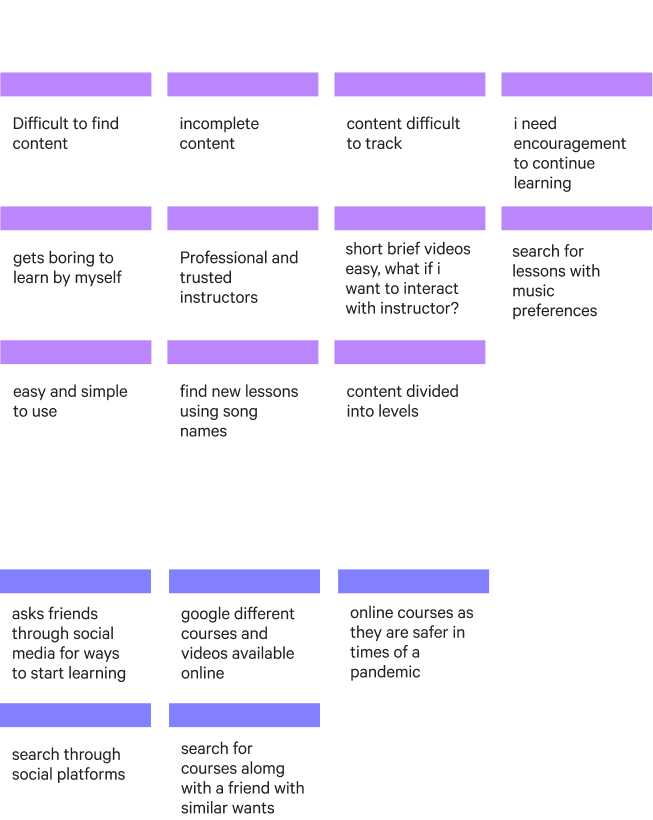 Difficult to find
content
incomplete
content
content difficult
to track
i need
encouragement
to continue
learning
gets boring to
learn by myself
Professional and
trusted
instructors
short brief videos
easy, what if i
want to interact
with instructor?
search for
lessons with
music
preferences
easy and simple
to use
find new lessons
using song
names
content divided
into levels
asks friends
through social
media for ways
to start learning
google different
courses and
videos available
online
online courses as
they are safer in
times of a
pandemic
search through
social platforms
search for
courses alomg
with a friend with
similar wants